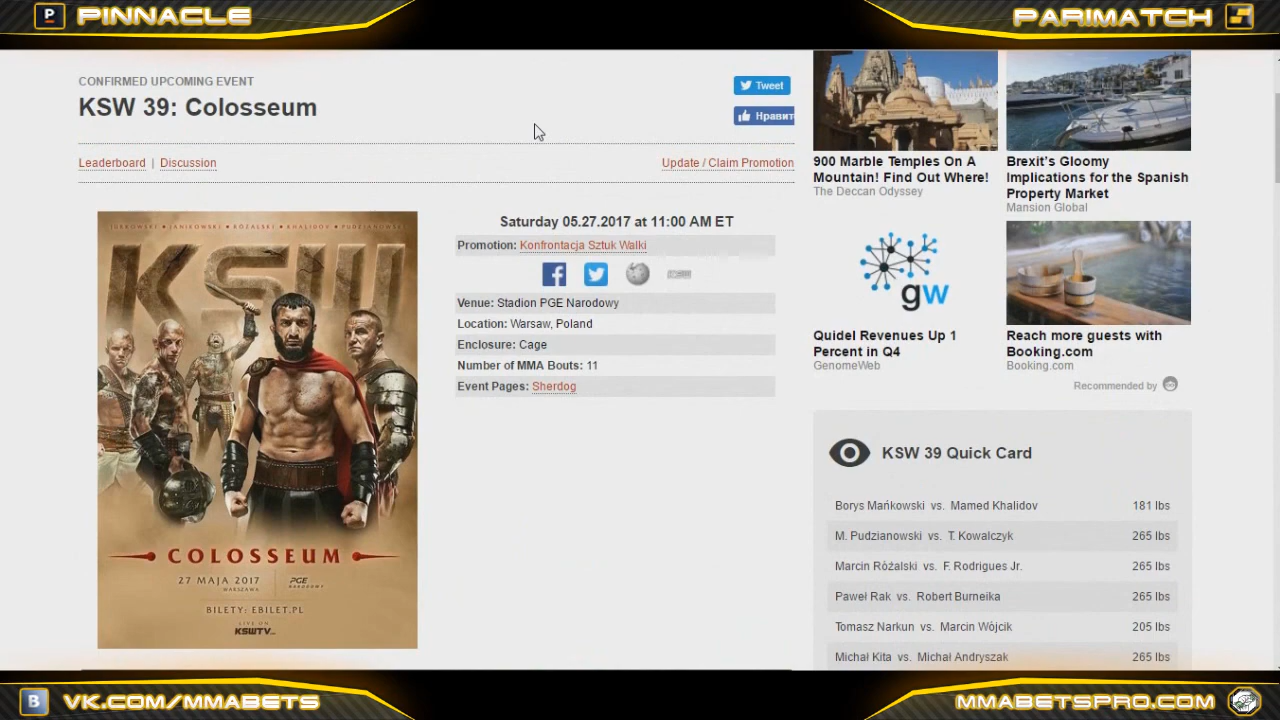 PINNACLE
PARIMATCH
CONFIRMED UPCOMING EVENT
KSW 39: Colosseum
Tweet
Нравит
Leaderboard | Discussion
Update / Claim Promotion
KSW
COLOSSEUM
27 MAJA 2017
WARSZAWA
PGE
NARODOWY
BILETY: EBILET.PL
LIVE ON
KSWTV
Saturday 05.27.2017 at 11:00 AM ET
Promotion: Konfrontacja Sztuk Walki
Venue: Stadion PGE Narodowy
Location: Warsaw, Poland
Enclosure: Cage
Number of MMA Bouts: 11
Event Pages: Sherdog
900 Marble Temples On A
Mountain! Find Out Where!
The Deccan Odyssey
Brexit's Gloomy
Implications for the Spanish
Property Market
Mansion Global
gw
Quidel Revenues Up 1
Percent in Q4
GenomeWeb
Reach more guests with
Booking.com
Booking.com
Recommended by
KSW 39 Quick Card
Borys Mańkowski vs. Mamed Khalidov 181 lbs
M. Pudzianowski vs. T. Kowalczyk 265 lbs
Marcin Różalski vs. F. Rodrigues Jr. 265 lbs
Paweł Rak vs. Robert Burneika 265 lbs
Tomasz Narkun vs. Marcin Wójcik 205 lbs
Michał Kita vs. Michał Andryszak 265 lbs
VK.COM/MMABETS
MMABETSPRO.COM